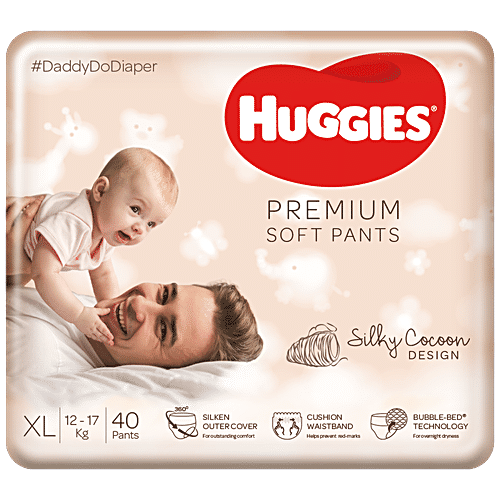 #DaddyDoDiaper
HUGGIES®
PREMIUM
SOFT PANTS
Silky Cocoon
DESIGN
XL
12 - 17
Kg
40
Pants
360°
SILKEN
OUTER COVER
For outstanding comfort
CUSHION
WAISTBAND
Helps prevent red-marks
BUBBLE-BED®
TECHNOLOGY
For overnight dryness